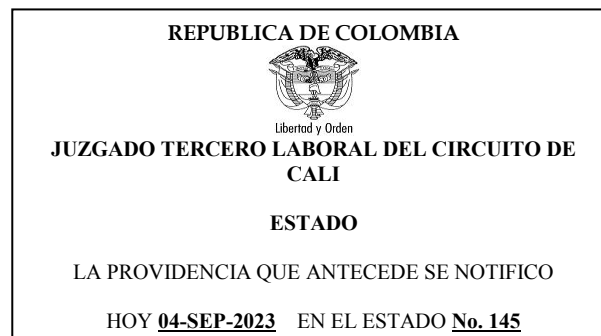 REPUBLICA DE COLOMBIA
Libertad y Orden
JUZGADO TERCERO LABORAL DEL CIRCUITO DE
CALI
ESTADO
LA PROVIDENCIA QUE ANTECEDE SE NOTIFICO
HOY 04-SEP-2023 EN EL ESTADO No. 145